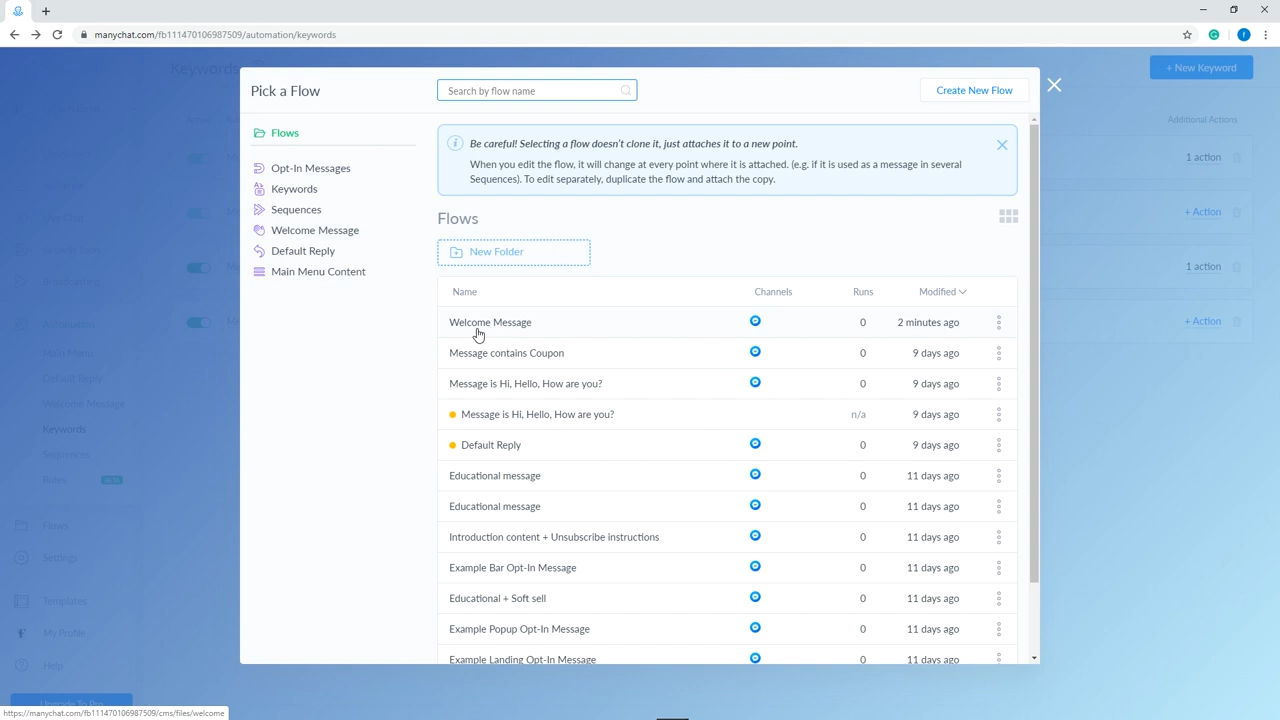 manychat.com/fb111470106987509/automation/keywords
Keywords
+ New Keyword
Pick a Flow
Search by flow name
Create New Flow
Flows
Opt-In Messages
Keywords
Sequences
Welcome Message
Default Reply
Main Menu Content
Be careful! Selecting a flow doesn't clone it, just attaches it to a new point.
When you edit the flow, it will change at every point where it is attached. (e.g. if it is used as a message in several
Sequences). To edit separately, duplicate the flow and attach the copy.
Flows
New Folder
Name Channels Runs Modified
Welcome Message 0 2 minutes ago
Message contains Coupon 0 9 days ago
Message is Hi, Hello, How are you? 0 9 days ago
Message is Hi, Hello, How are you? n/a 9 days ago
Default Reply 0 9 days ago
Educational message 0 11 days ago
Educational message 0 11 days ago
Introduction content + Unsubscribe instructions 0 11 days ago
Example Bar Opt-In Message 0 11 days ago
Educational + Soft sell 0 11 days ago
Example Popup Opt-In Message 0 11 days ago
Example Landing Opt-In Message 0 11 days ago
Additional Actions
1 action
+ Action
1 action
+ Action
Automation
Main Menu
Default Reply
Welcome Message
Keywords
Sequences
Rules
Flows
Settings
Templates
My Profile
Help
Upgrade To Pro
https://manychat.com/fb111470106987509/cms/files/welcome